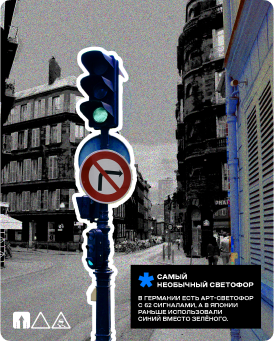 САМЫЙ
НЕОБЫЧНЫЙ СВЕТОФОР
В ГЕРМАНИИ ЕСТЬ АРТ-СВЕТОФОР
С 62 СИГНАЛАМИ, А В ЯПОНИИ
РАНЬШЕ ИСПОЛЬЗОВАЛИ
СИНИЙ ВМЕСТО ЗЕЛЁНОГО.